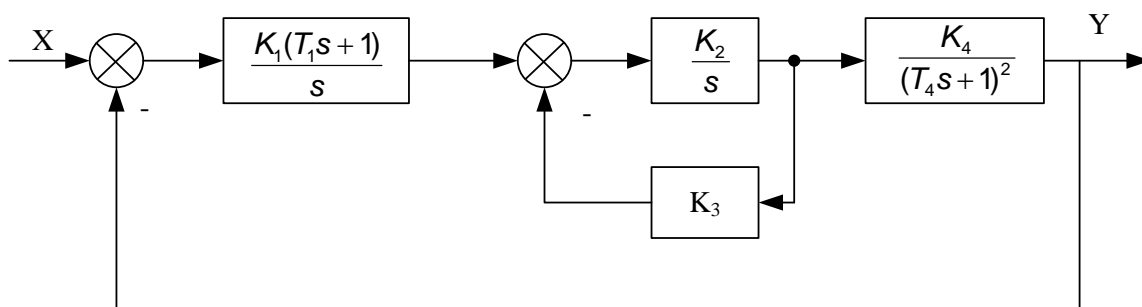 X
K₁(T₁s+1)
s
-
K₂
s
-
K₃
K₄
(T₄s+1)²
Y